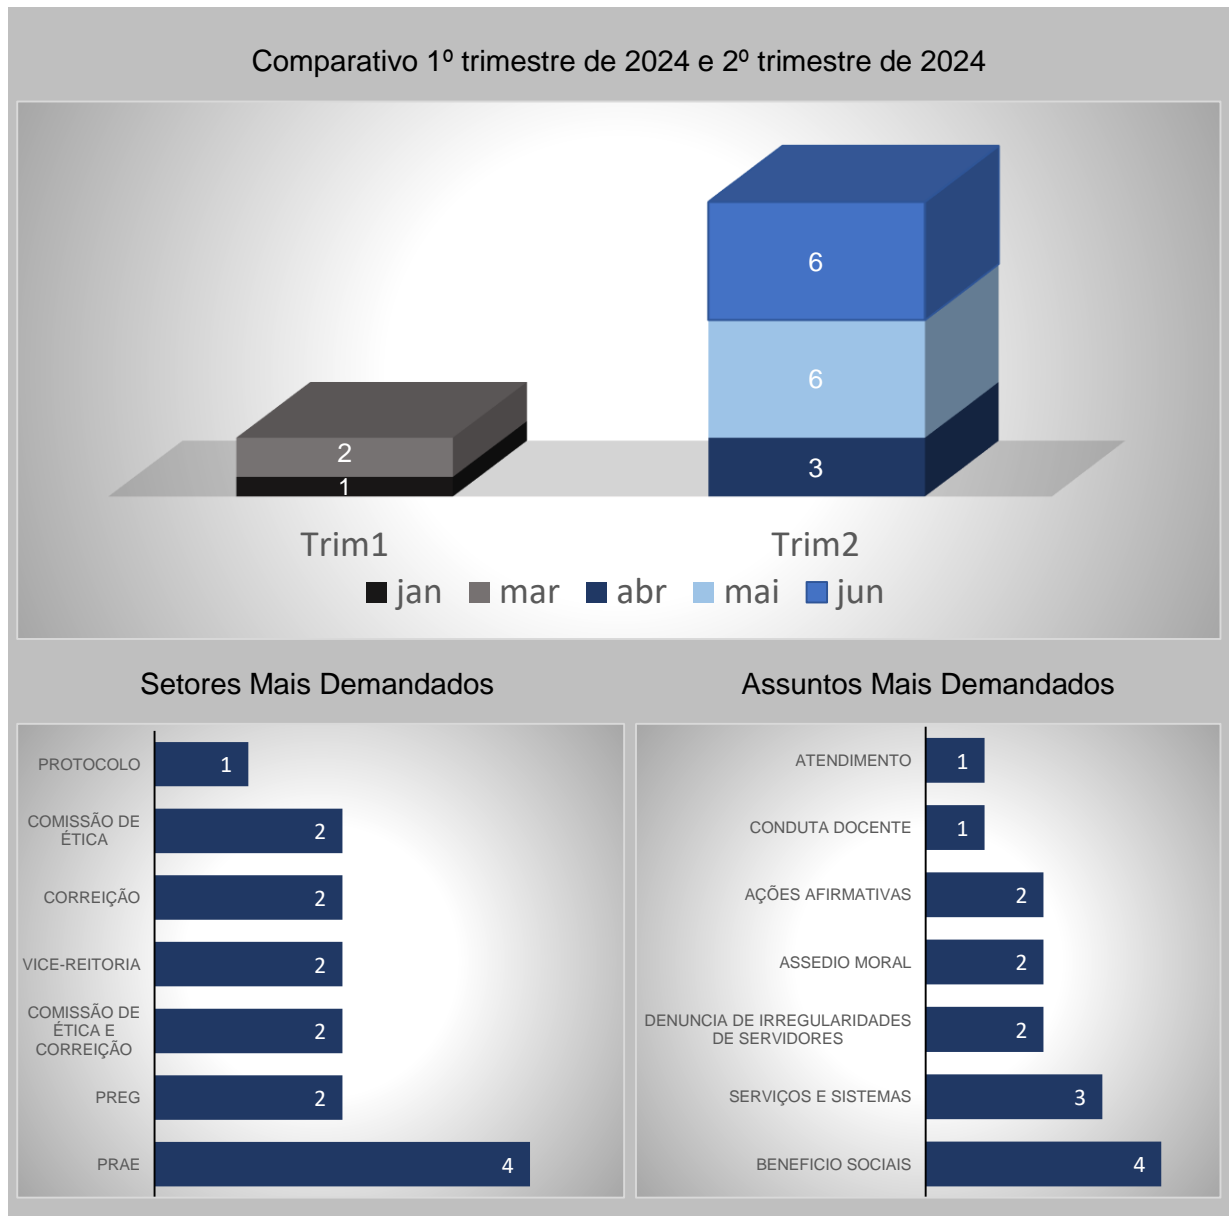 Comparativo 1º trimestre de 2024 e 2º trimestre de 2024
6
6
3
2
1
Trim1
Trim2
jan mar abr mai jun
Setores Mais Demandados
PROTOCOLO
1
COMISSÃO DE
ÉTICA
2
CORREIÇÃO
2
VICE-REITORIA
2
COMISSÃO DE
ÉTICA E
CORREIÇÃO
2
PREG
2
PRAE
4
Assuntos Mais Demandados
ATENDIMENTO
1
CONDUTA DOCENTE
1
AÇÕES AFIRMATIVAS
2
ASSEDIO MORAL
2
DENUNCIA DE IRREGULARIDADES
DE SERVIDORES
2
SERVIÇOS E SISTEMAS
3
BENEFICIO SOCIAIS
4